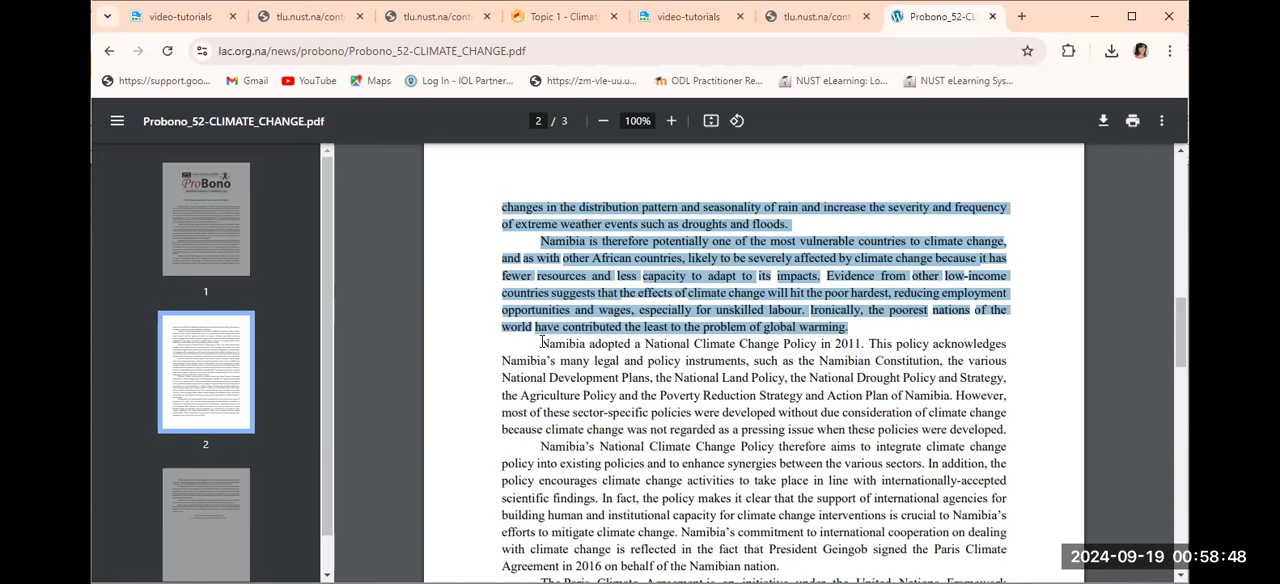 video-tutorials
tlu.nust.na/cont
tlu.nust.na/cont
Topic 1 - Climati
video-tutorials
tlu.nust.na/cont
Probono_52-CL
lac.org.na/news/probono/Probono_52-CLIMATE_CHANGE.pdf
https://support.goo...
Gmail
YouTube
Maps
Log In - IOL Partner...
https://zm-vle-uu.u...
ODL Practitioner Re...
NUST eLearning: Lo...
NUST eLearning Sys...
Probono_52-CLIMATE_CHANGE.pdf
2 / 3
100%
ProBono
1
2
changes in the distribution pattern and seasonality of rain and increase the severity and frequency
of extreme weather events such as droughts and floods.
Namibia is therefore potentially one of the most vulnerable countries to climate change,
and as with other African countries, likely to be severely affected by climate change because it has
fewer resources and less capacity to adapt to its impacts. Evidence from other low-income
countries suggests that the effects of climate change will hit the poor hardest, reducing employment
opportunities and wages, especially for unskilled labour. Ironically, the poorest nations of the
world have contributed the least to the problem of global warming.
Namibia adopted a National Climate Change Policy in 2011. This policy acknowledges
Namibia's many legal and policy instruments, such as the Namibian Constitution, the various
National Development Plans, the National Land Policy, the National Drought Policy and Strategy,
the Agriculture Policy and the Poverty Reduction Strategy and Action Plan of Namibia. However,
most of these sector-specific policies were developed without due consideration of climate change
because climate change was not regarded as a pressing issue when these policies were developed.
Namibia's National Climate Change Policy therefore aims to integrate climate change
policy into existing policies and to enhance synergies between the various sectors. In addition, the
policy encourages climate change activities to take place in line with internationally-accepted
scientific findings. In fact, the policy makes it clear that the support of international agencies for
building human and institutional capacity for climate change interventions is crucial to Namibia's
efforts to mitigate climate change. Namibia's commitment to international cooperation on dealing
with climate change is reflected in the fact that President Geingob signed the Paris Climate
Agreement in 2016 on behalf of the Namibian nation.
The Paris Climate Agreement is an initiative under the United Nations Framework
2024-09-19 00:58:48